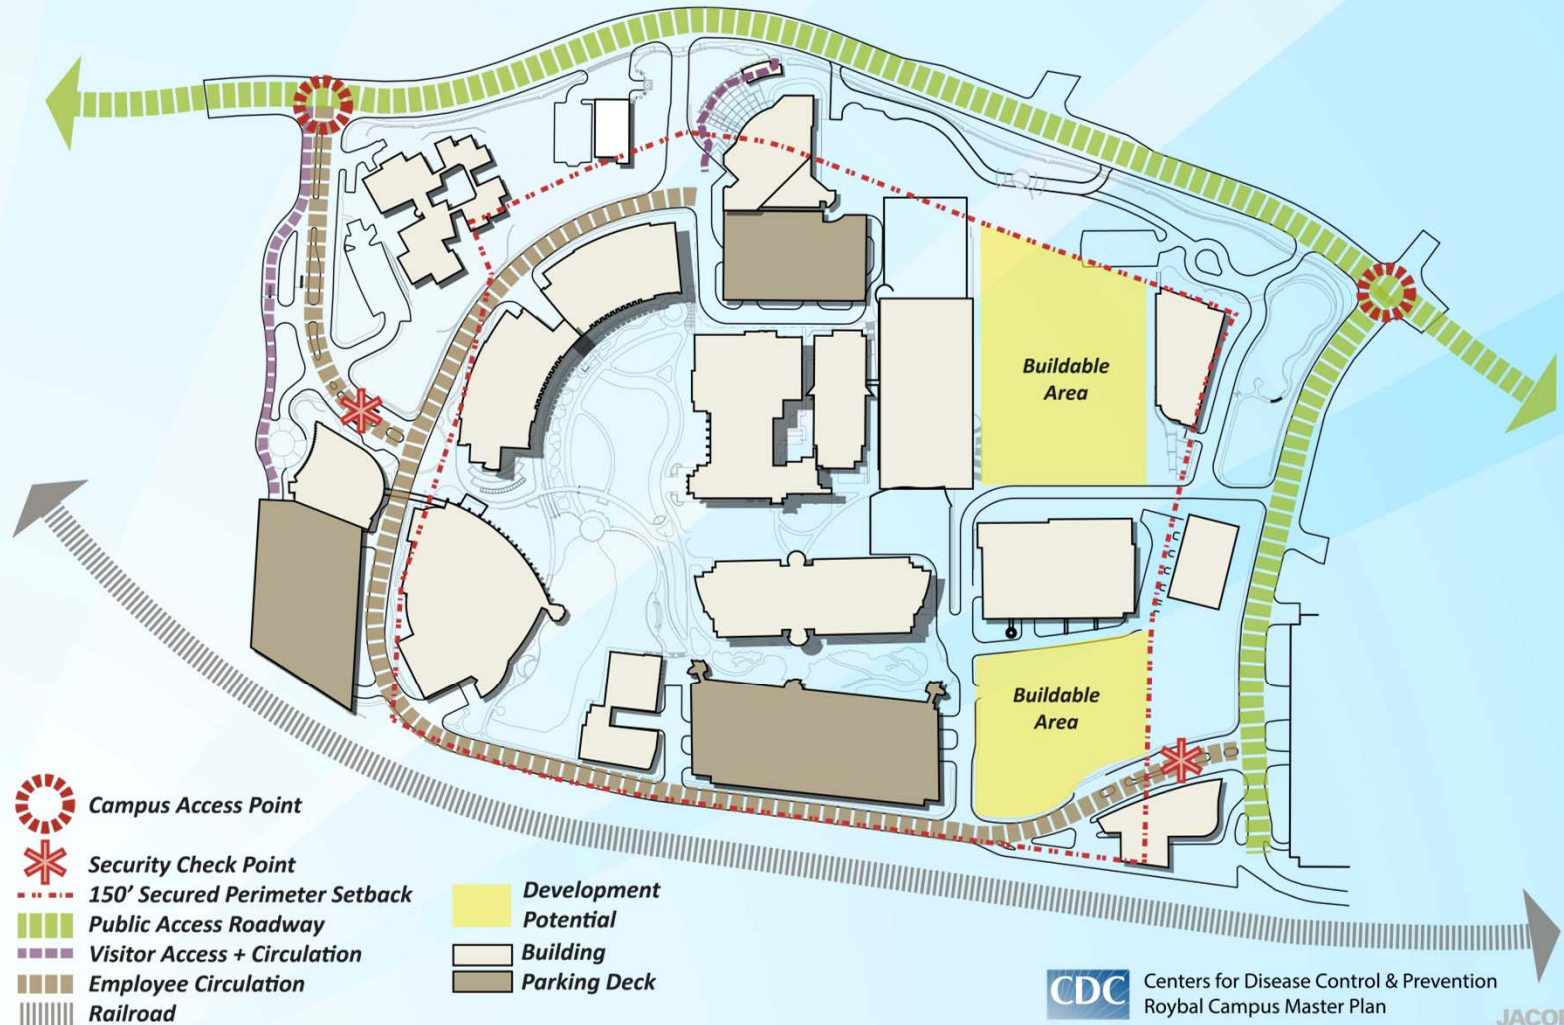 Buildable
Area
Buildable
Area
Campus Access Point
Security Check Point
150' Secured Perimeter Setback
Public Access Roadway
Visitor Access + Circulation
Employee Circulation
Railroad
Development
Potential
Building
Parking Deck
CDC
Centers for Disease Control & Prevention
Roybal Campus Master Plan